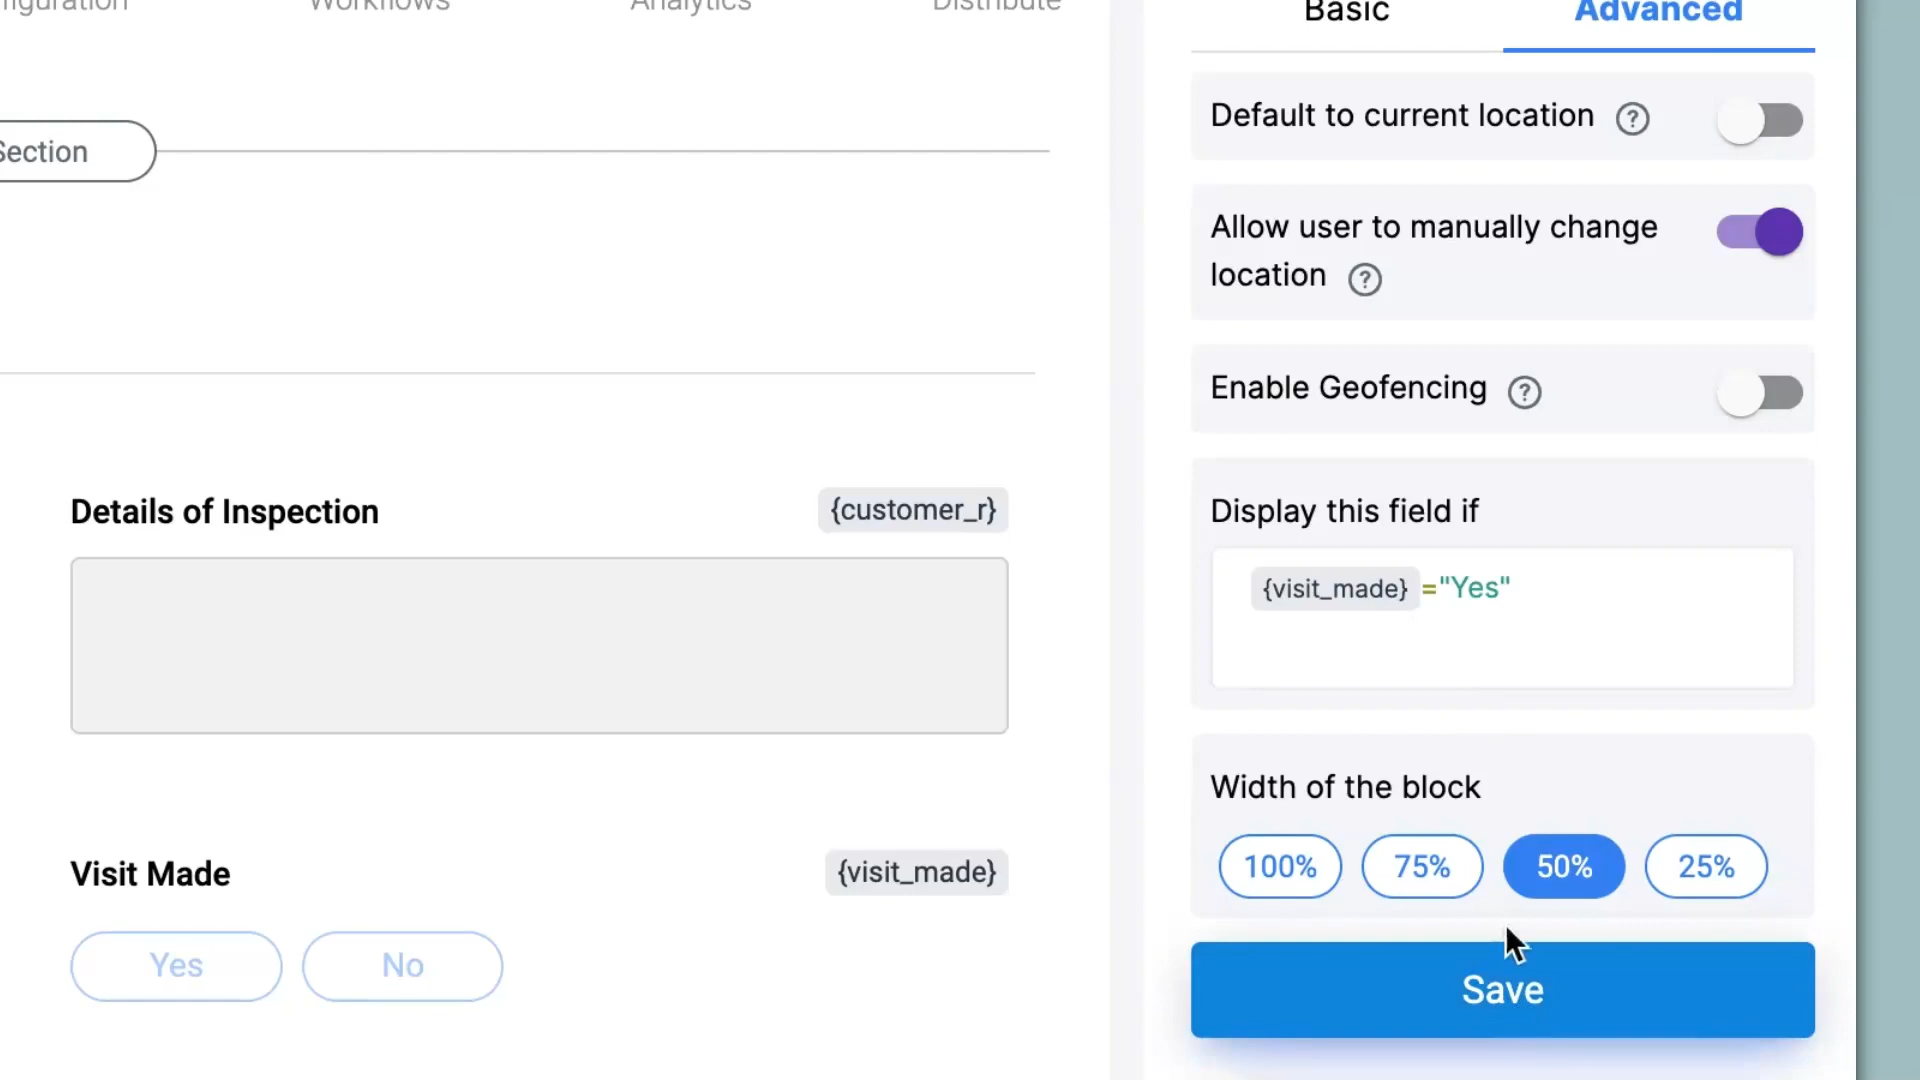 Workflows
Analytics
Distribute
Section
Details of Inspection
{customer_r}
Visit Made
{visit_made}
Yes
No
Basic
Advanced
Default to current location ?
Allow user to manually change
location ?
Enable Geofencing ?
Display this field if
{visit_made} ="Yes"
Width of the block
100%
75%
50%
25%
Save